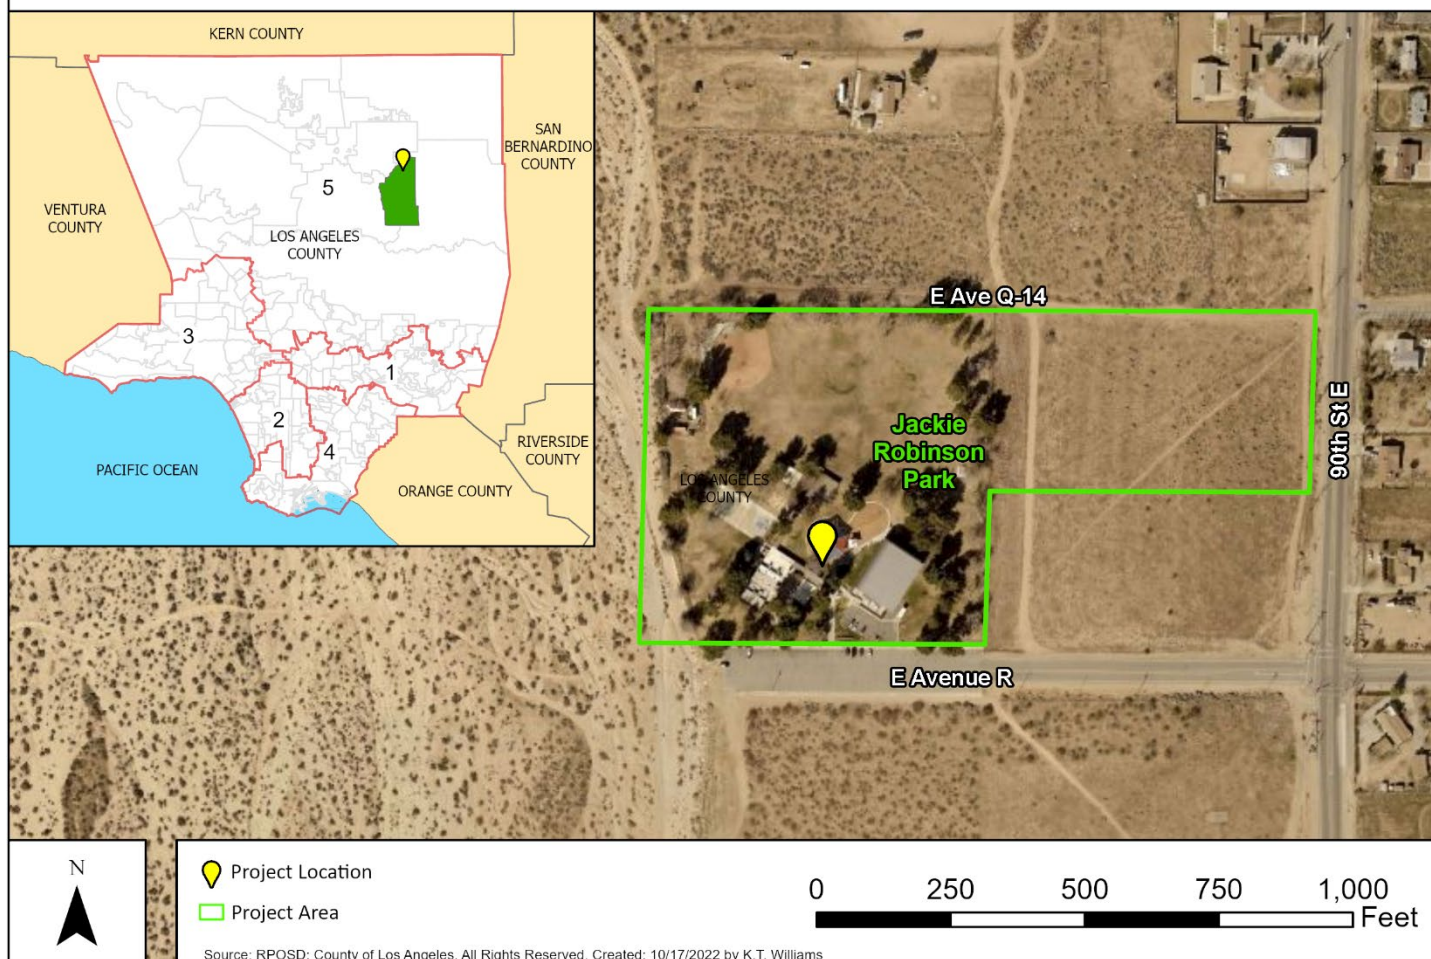 KERN COUNTY
SAN
BERNARDINO
COUNTY
VENTURA
COUNTY
5
LOS ANGELES
COUNTY
3
1
2
4
PACIFIC OCEAN
ORANGE COUNTY
RIVERSIDE
COUNTY
E Ave Q-14
Jackie
Robinson
Park
LOS ANGELES
COUNTY
90th St E
E Avenue R
N
Project Location
Project Area
0 250 500 750 1,000
Feet
Source: RPOSD; County of Los Angeles. All Rights Reserved. Created: 10/17/2022 by K.T. Williams